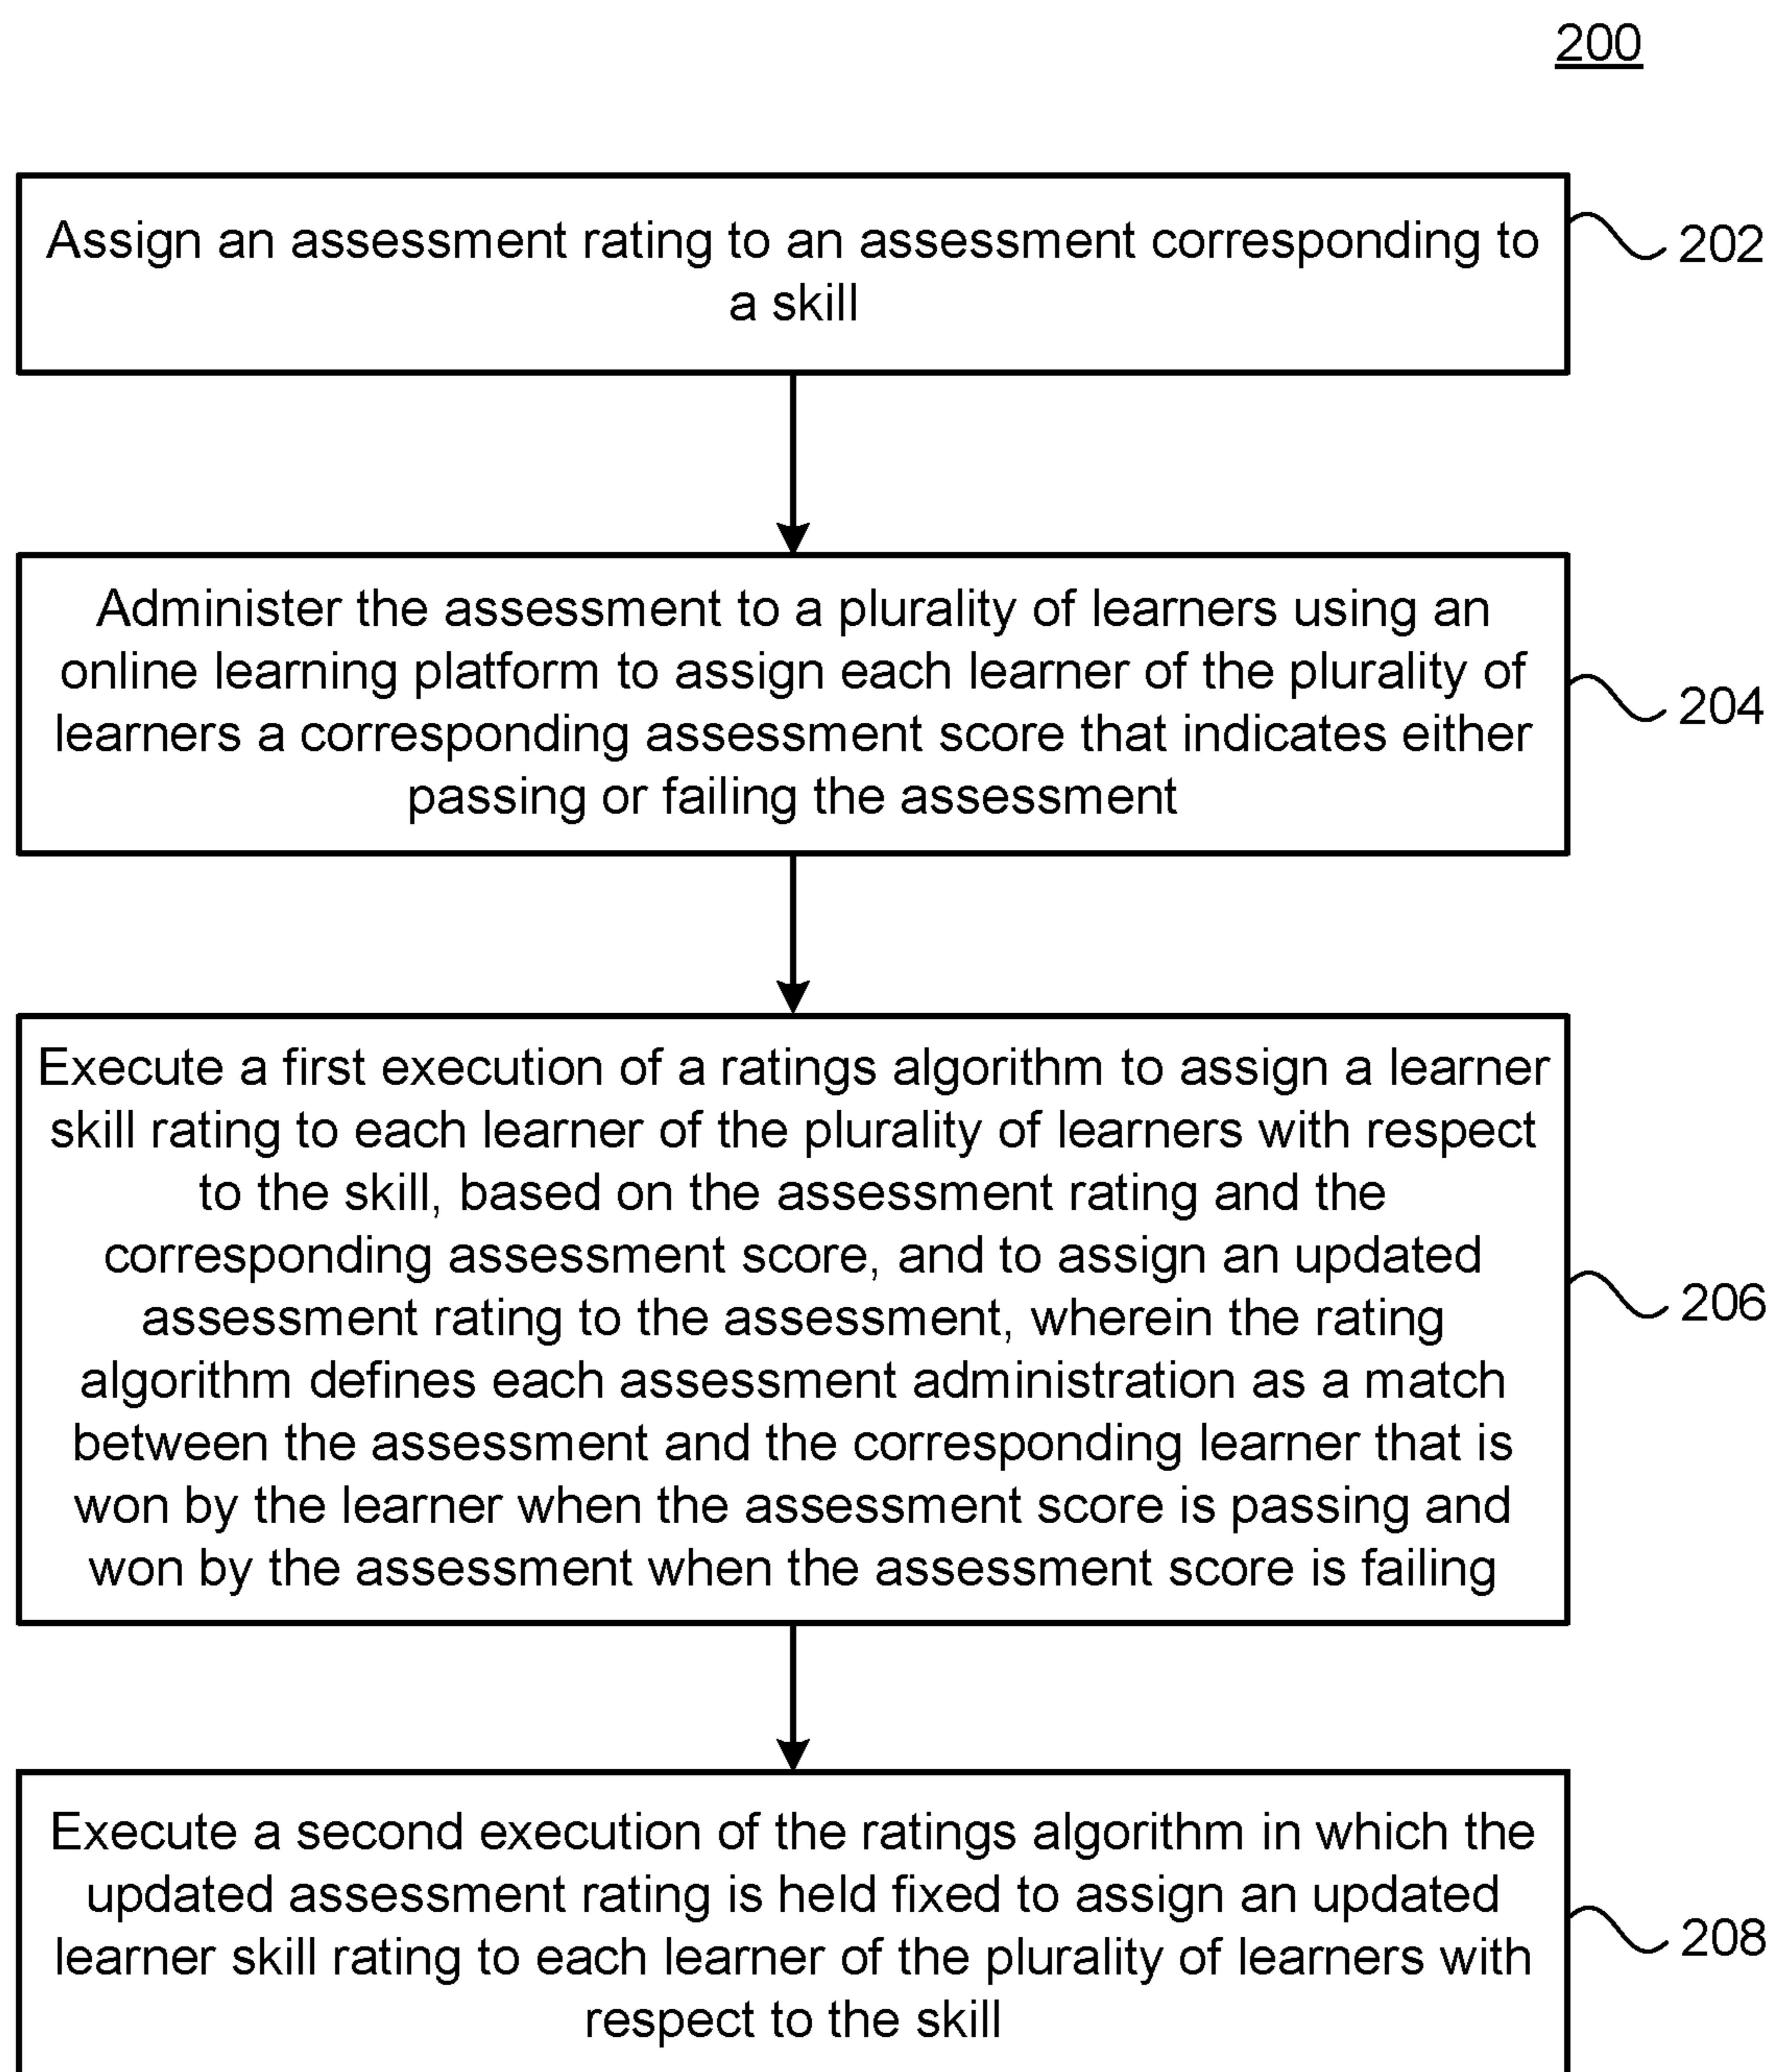 200
Assign an assessment rating to an assessment corresponding to
a skill
202
Administer the assessment to a plurality of learners using an
online learning platform to assign each learner of the plurality of
learners a corresponding assessment score that indicates either
passing or failing the assessment
204
Execute a first execution of a ratings algorithm to assign a learner
skill rating to each learner of the plurality of learners with respect
to the skill, based on the assessment rating and the
corresponding assessment score, and to assign an updated
assessment rating to the assessment, wherein the rating
algorithm defines each assessment administration as a match
between the assessment and the corresponding learner that is
won by the learner when the assessment score is passing and
won by the assessment when the assessment score is failing
206
Execute a second execution of the ratings algorithm in which the
updated assessment rating is held fixed to assign an updated
learner skill rating to each learner of the plurality of learners with
respect to the skill
208